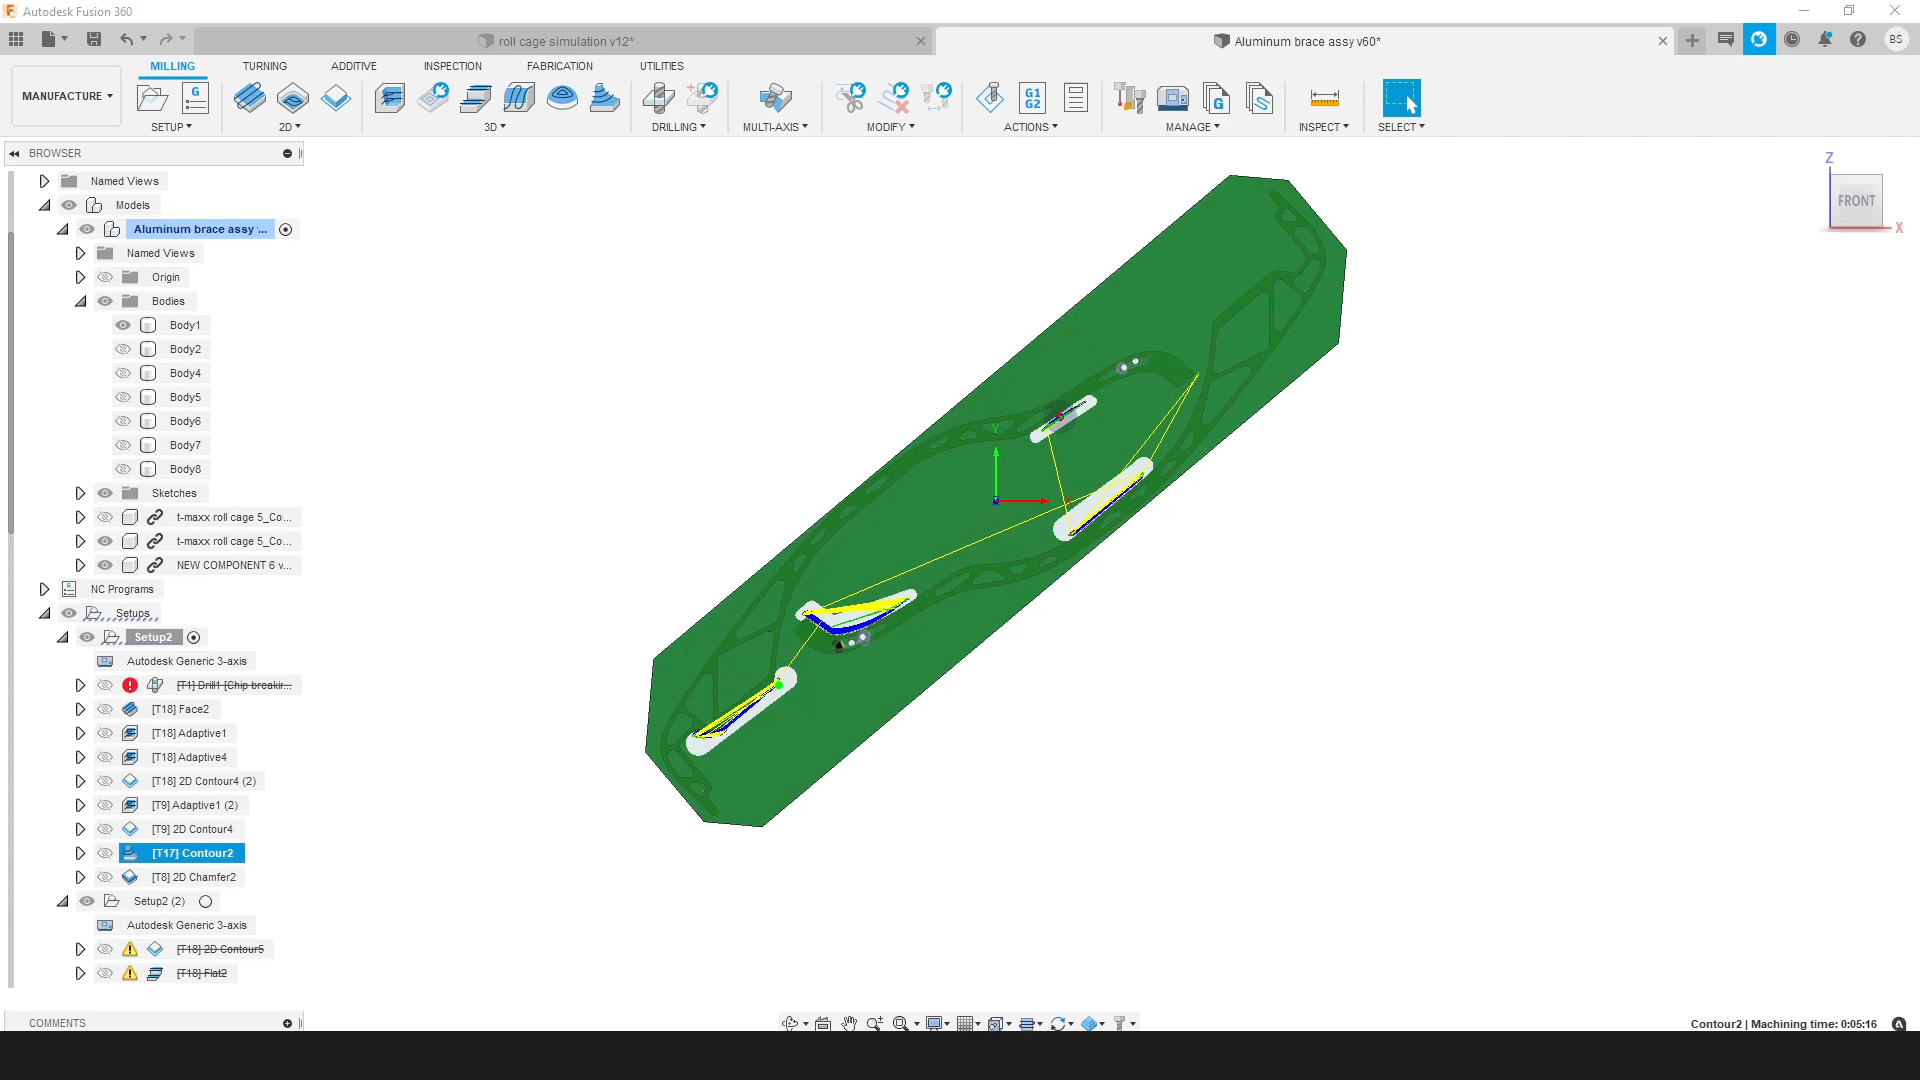 Autodesk Fusion 360
roll cage simulation v12*
Aluminum brace assy v60*
BS
MILLING
TURNING
ADDITIVE
INSPECTION
FABRICATION
UTILITIES
MANUFACTURE
G
G1
G2
G
SETUP
2D
3D
DRILLING
MULTI-AXIS
MODIFY
ACTIONS
MANAGE
INSPECT
SELECT
BROWSER
Named Views
Models
Aluminum brace assy ...
Named Views
Origin
Bodies
Body1
Body2
Body4
Body5
Body6
Body7
Body8
Sketches
t-maxx roll cage 5_Co...
t-maxx roll cage 5_Co...
NEW COMPONENT 6 v...
NC Programs
Setups
Setup2
Autodesk Generic 3-axis
[T1] Drill1 [Chip breakin...
[T18] Face2
[T18] Adaptive1
[T18] Adaptive4
[T18] 2D Contour4 (2)
[T9] Adaptive1 (2)
[T9] 2D Contour4
[T17] Contour2
[T8] 2D Chamfer2
Setup2 (2)
Autodesk Generic 3-axis
[T18] 2D Contour5
[T18] Flat2
COMMENTS
Z
FRONT
X
Y
Contour2 | Machining time: 0:05:16